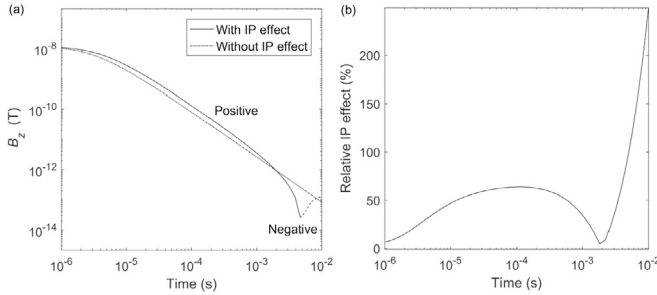 (a)
10^-8
10^-10
10^-12
10^-14
B_z (T)
With IP effect
Without IP effect
Positive
Negative
10^-6
10^-5
10^-4
10^-3
10^-2
Time (s)
(b)
200
150
100
50
0
Relative IP effect (%)
10^-6
10^-5
10^-4
10^-3
10^-2
Time (s)